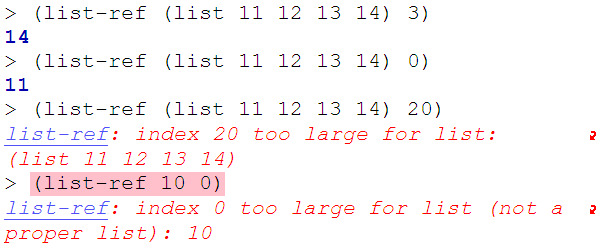 > (list-ref (list 11 12 13 14) 3)
14
> (list-ref (list 11 12 13 14) 0)
11
> (list-ref (list 11 12 13 14) 20)
list-ref: index 20 too large for list:
(list 11 12 13 14)
> (list-ref 10 0)
list-ref: index 0 too large for list (not a
proper list): 10